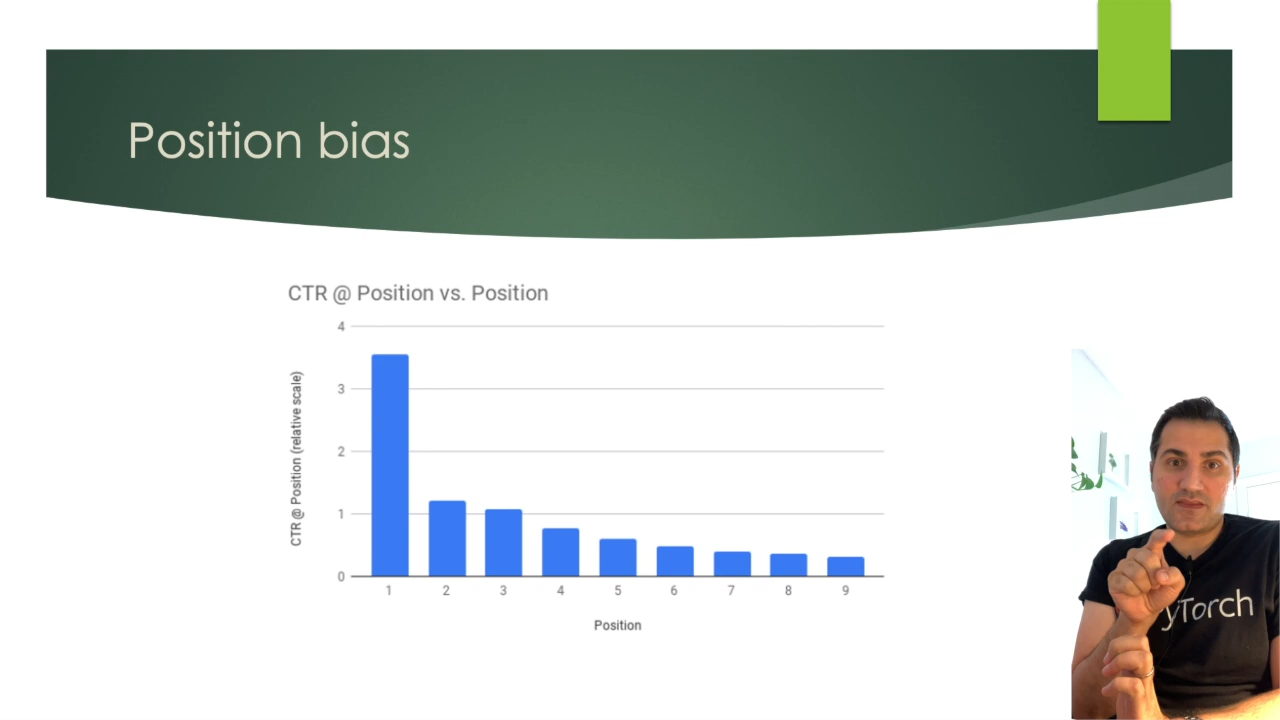 Position bias
CTR @ Position vs. Position
CTR @ Position (relative scale)
4
3
2
1
0
1 2 3 4 5 6 7 8 9
Position
yTorch